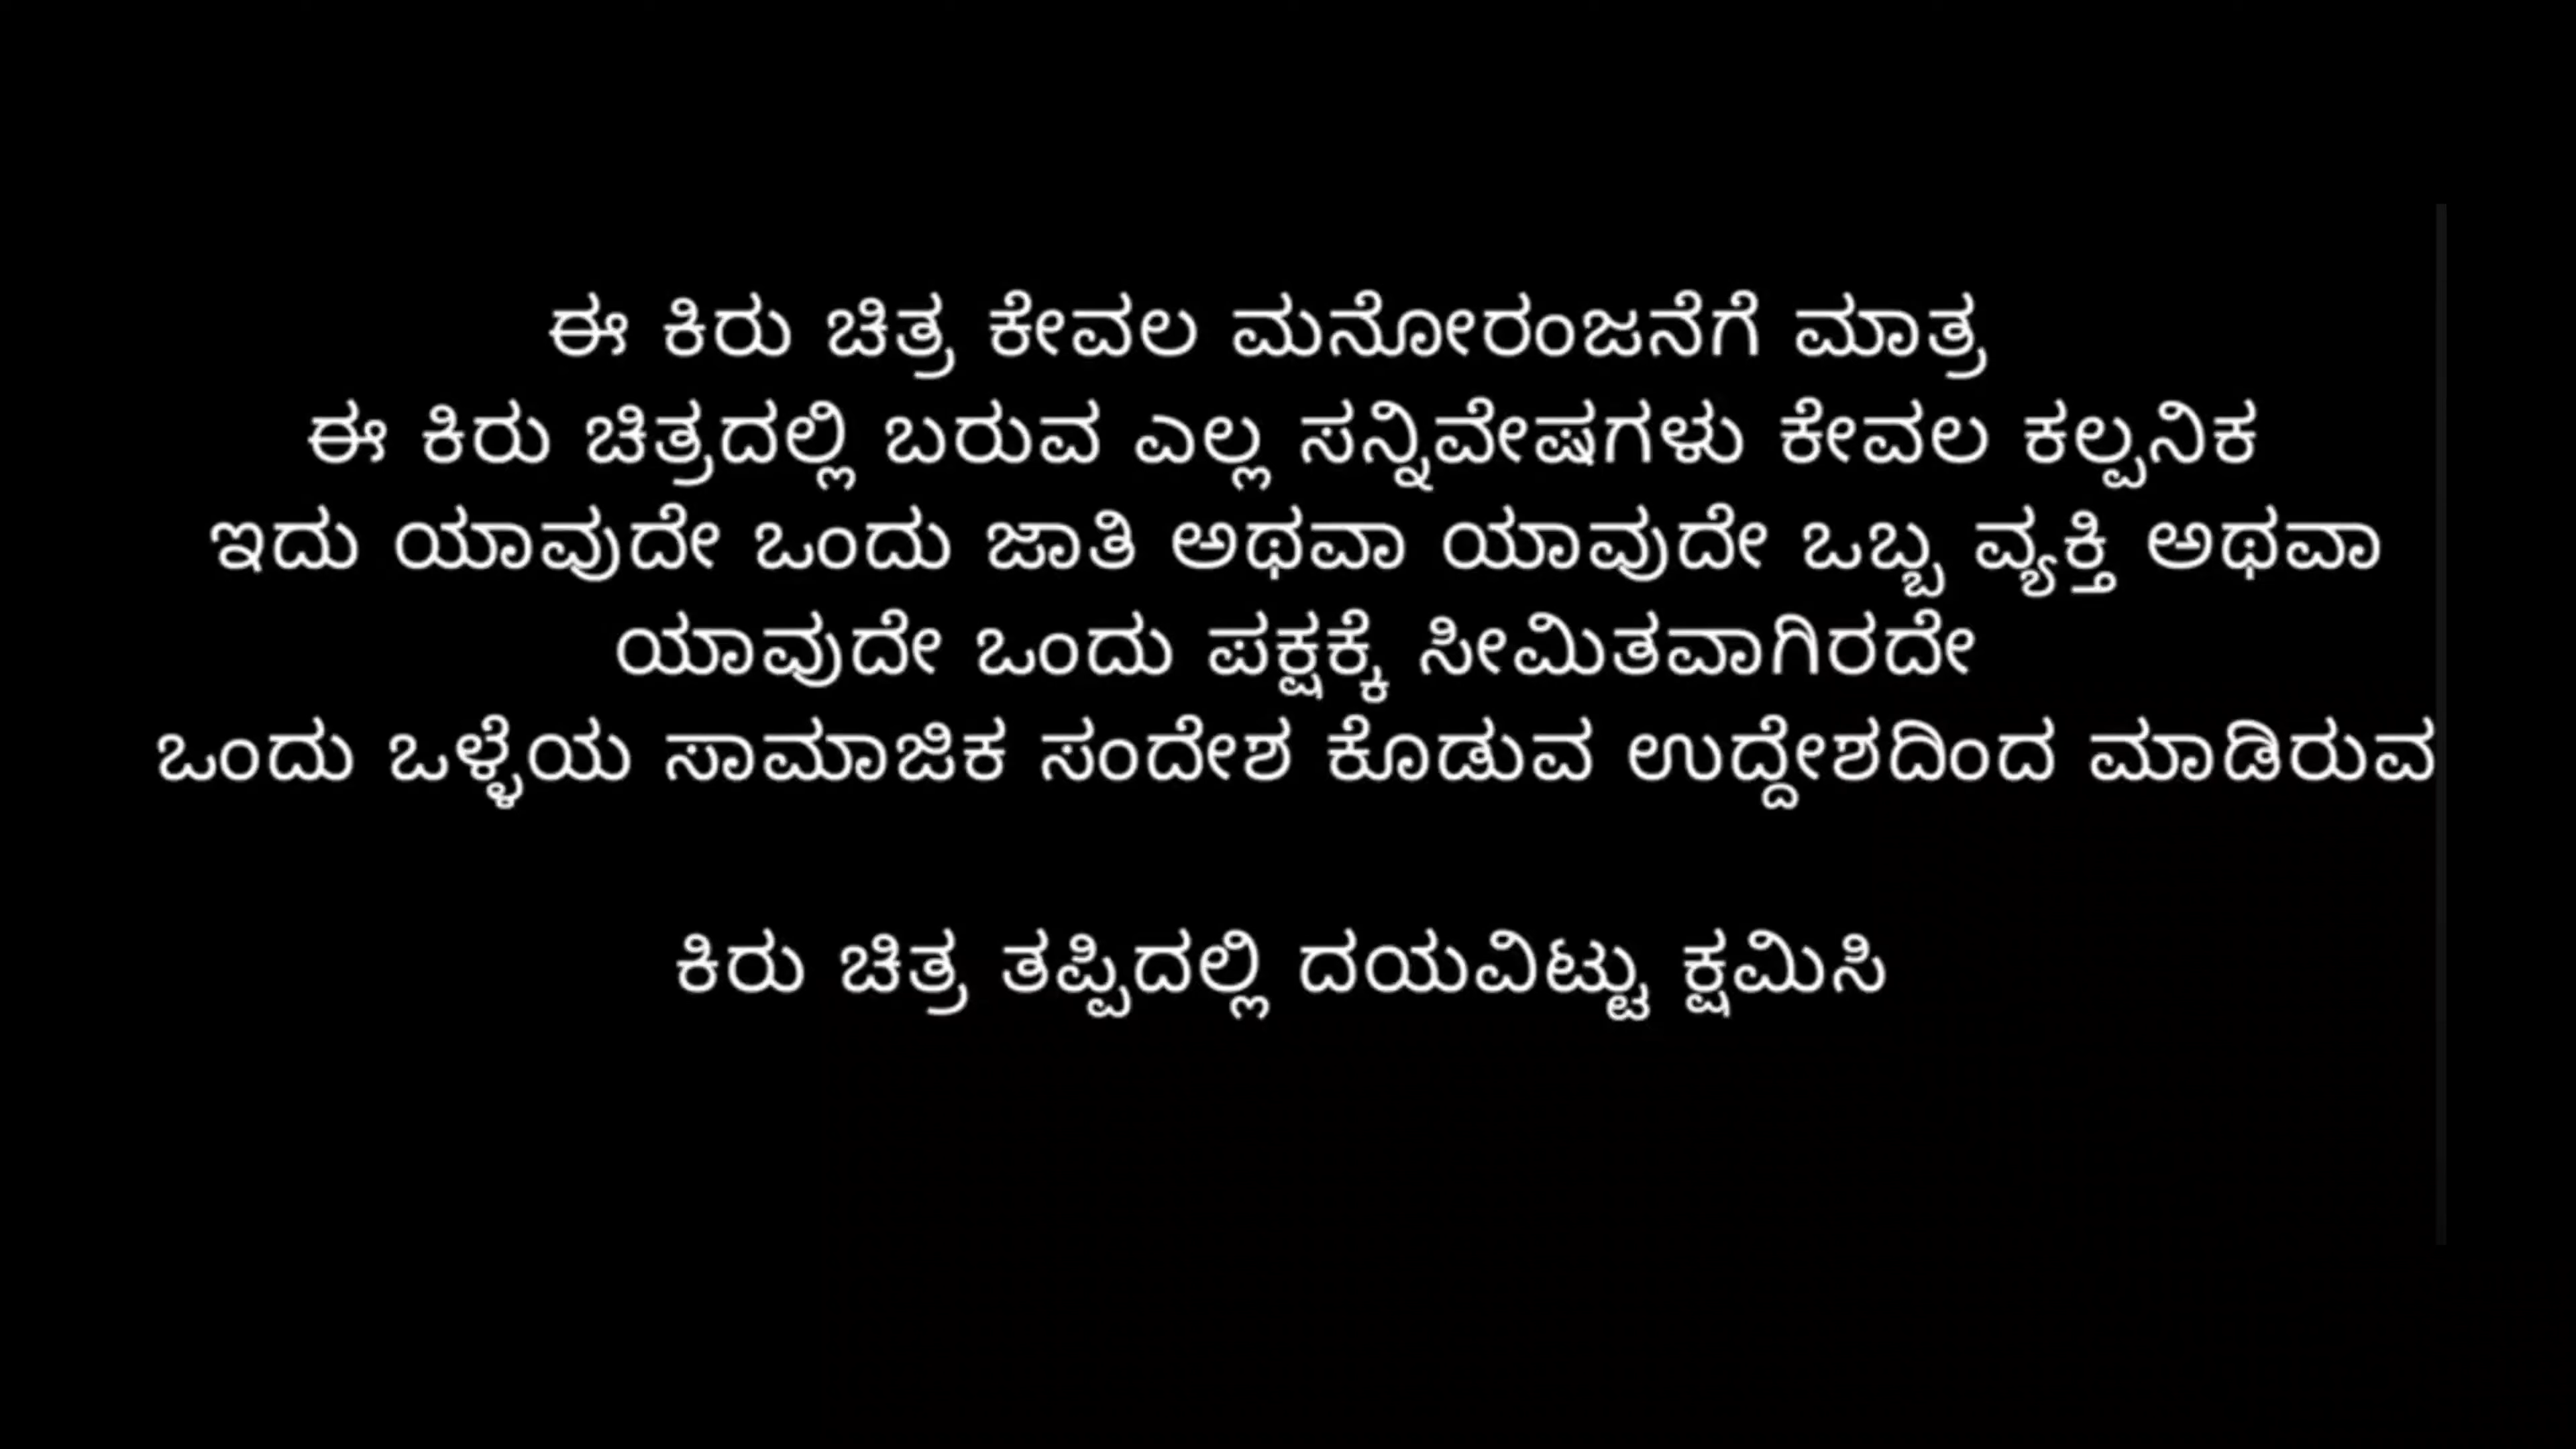 ಈ ಕಿರು ಚಿತ್ರ ಕೇವಲ ಮನೋರಂಜನೆಗೆ ಮಾತ್ರ
ಈ ಕಿರು ಚಿತ್ರದಲ್ಲಿ ಬರುವ ಎಲ್ಲ ಸನ್ನಿವೇಷಗಳು ಕೇವಲ ಕಲ್ಪನಿಕ
ಇದು ಯಾವುದೇ ಒಂದು ಜಾತಿ ಅಥವಾ ಯಾವುದೇ ಒಬ್ಬ ವ್ಯಕ್ತಿ ಅಥವಾ
ಯಾವುದೇ ಒಂದು ಪಕ್ಷಕ್ಕೆ ಸೀಮಿತವಾಗಿರದೇ
ಒಂದು ಒಳ್ಳೆಯ ಸಾಮಾಜಿಕ ಸಂದೇಶ ಕೊಡುವ ಉದ್ದೇಶದಿಂದ ಮಾಡಿರುವ
ಕಿರು ಚಿತ್ರ ತಪ್ಪಿದಲ್ಲಿ ದಯವಿಟ್ಟು ಕ್ಷಮಿಸಿ